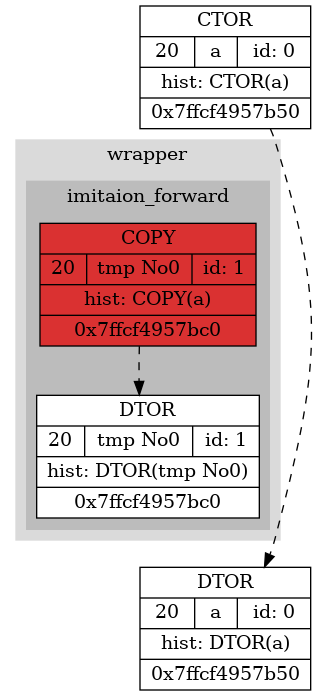 CTOR
20 a id: 0
hist: CTOR(a)
0x7ffcf4957b50
wrapper
imitaion_forward
COPY
20 tmp No0 id: 1
hist: COPY(a)
0x7ffcf4957bc0
DTOR
20 tmp No0 id: 1
hist: DTOR(tmp No0)
0x7ffcf4957bc0
DTOR
20 a id: 0
hist: DTOR(a)
0x7ffcf4957b50